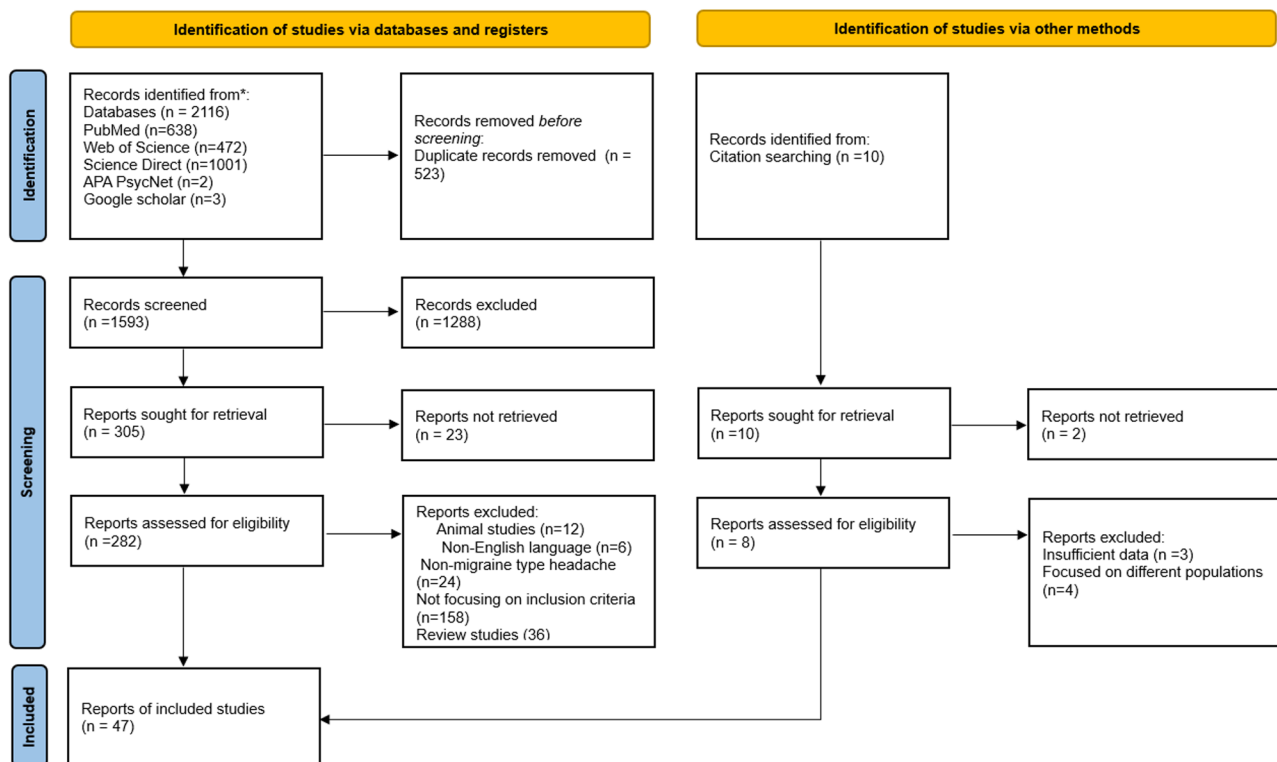 Identification of studies via databases and registers
Identification of studies via other methods
Identification
Records identified from*:
Databases (n = 2116)
PubMed (n=638)
Web of Science (n=472)
Science Direct (n=1001)
APA PsycNet (n=2)
Google scholar (n=3)
Records removed before
screening:
Duplicate records removed (n =
523)
Records identified from:
Citation searching (n =10)
Screening
Records screened
(n =1593)
Records excluded
(n =1288)
Reports sought for retrieval
(n = 305)
Reports not retrieved
(n = 23)
Reports sought for retrieval
(n =10)
Reports not retrieved
(n = 2)
Reports assessed for eligibility
(n =282)
Reports excluded:
Animal studies (n=12)
Non-English language (n=6)
Non-migraine type headache
(n=24)
Not focusing on inclusion criteria
(n=158)
Review studies (36)
Reports assessed for eligibility
(n = 8)
Reports excluded:
Insufficient data (n =3)
Focused on different populations
(n=4)
Included
Reports of included studies
(n = 47)